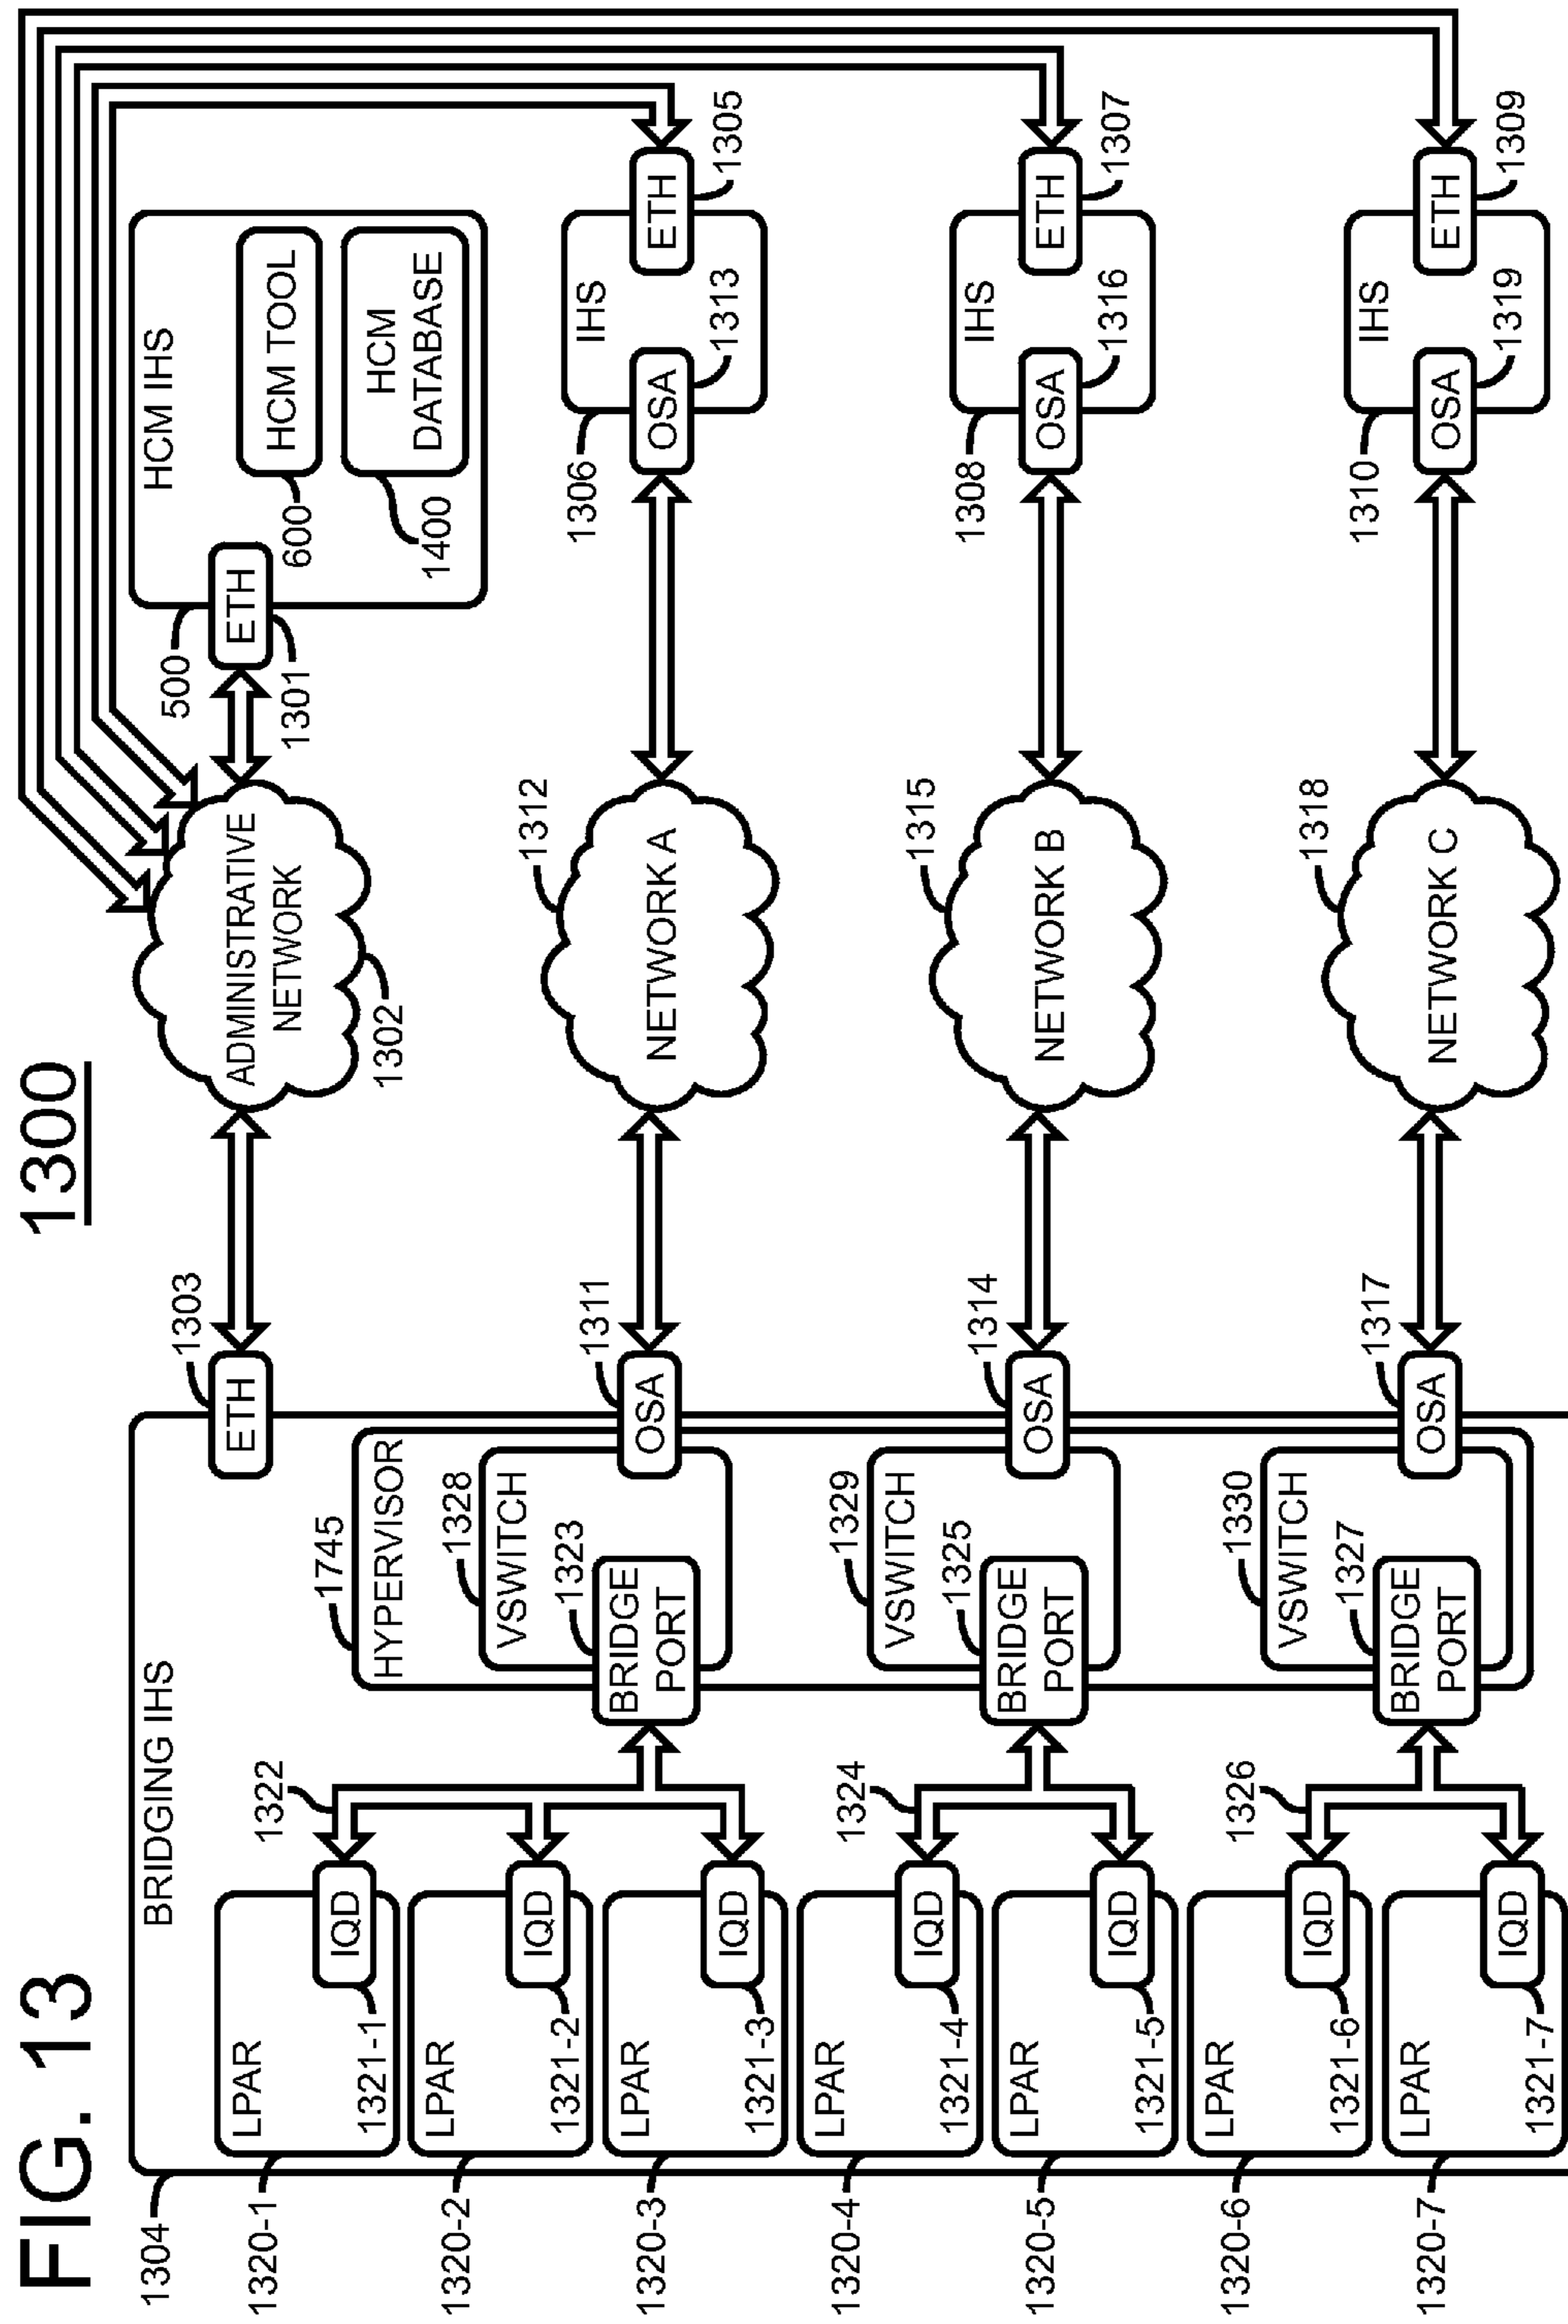 FIG. 13
1300
1304
BRIDGING IHS
1303
ETH
ADMINISTRATIVE
NETWORK
1302
500
ETH
1301
HCM IHS
HCM TOOL
600
HCM
DATABASE
1400
1320-1
LPAR
IQD
1321-1
1322
1320-2
LPAR
IQD
1321-2
1320-3
LPAR
IQD
1321-3
1745
HYPERVISOR
1328
VSWITCH
1323
BRIDGE
PORT
1311
OSA
1312
NETWORK A
1306
OSA
1313
IHS
ETH
1305
1320-4
LPAR
IQD
1321-4
1324
1320-5
LPAR
IQD
1321-5
1329
VSWITCH
1325
BRIDGE
PORT
1314
OSA
1315
NETWORK B
1308
OSA
1316
IHS
ETH
1307
1320-6
LPAR
IQD
1321-6
1326
1320-7
LPAR
IQD
1321-7
1330
VSWITCH
1327
BRIDGE
PORT
1317
OSA
1318
NETWORK C
1310
OSA
1319
IHS
ETH
1309